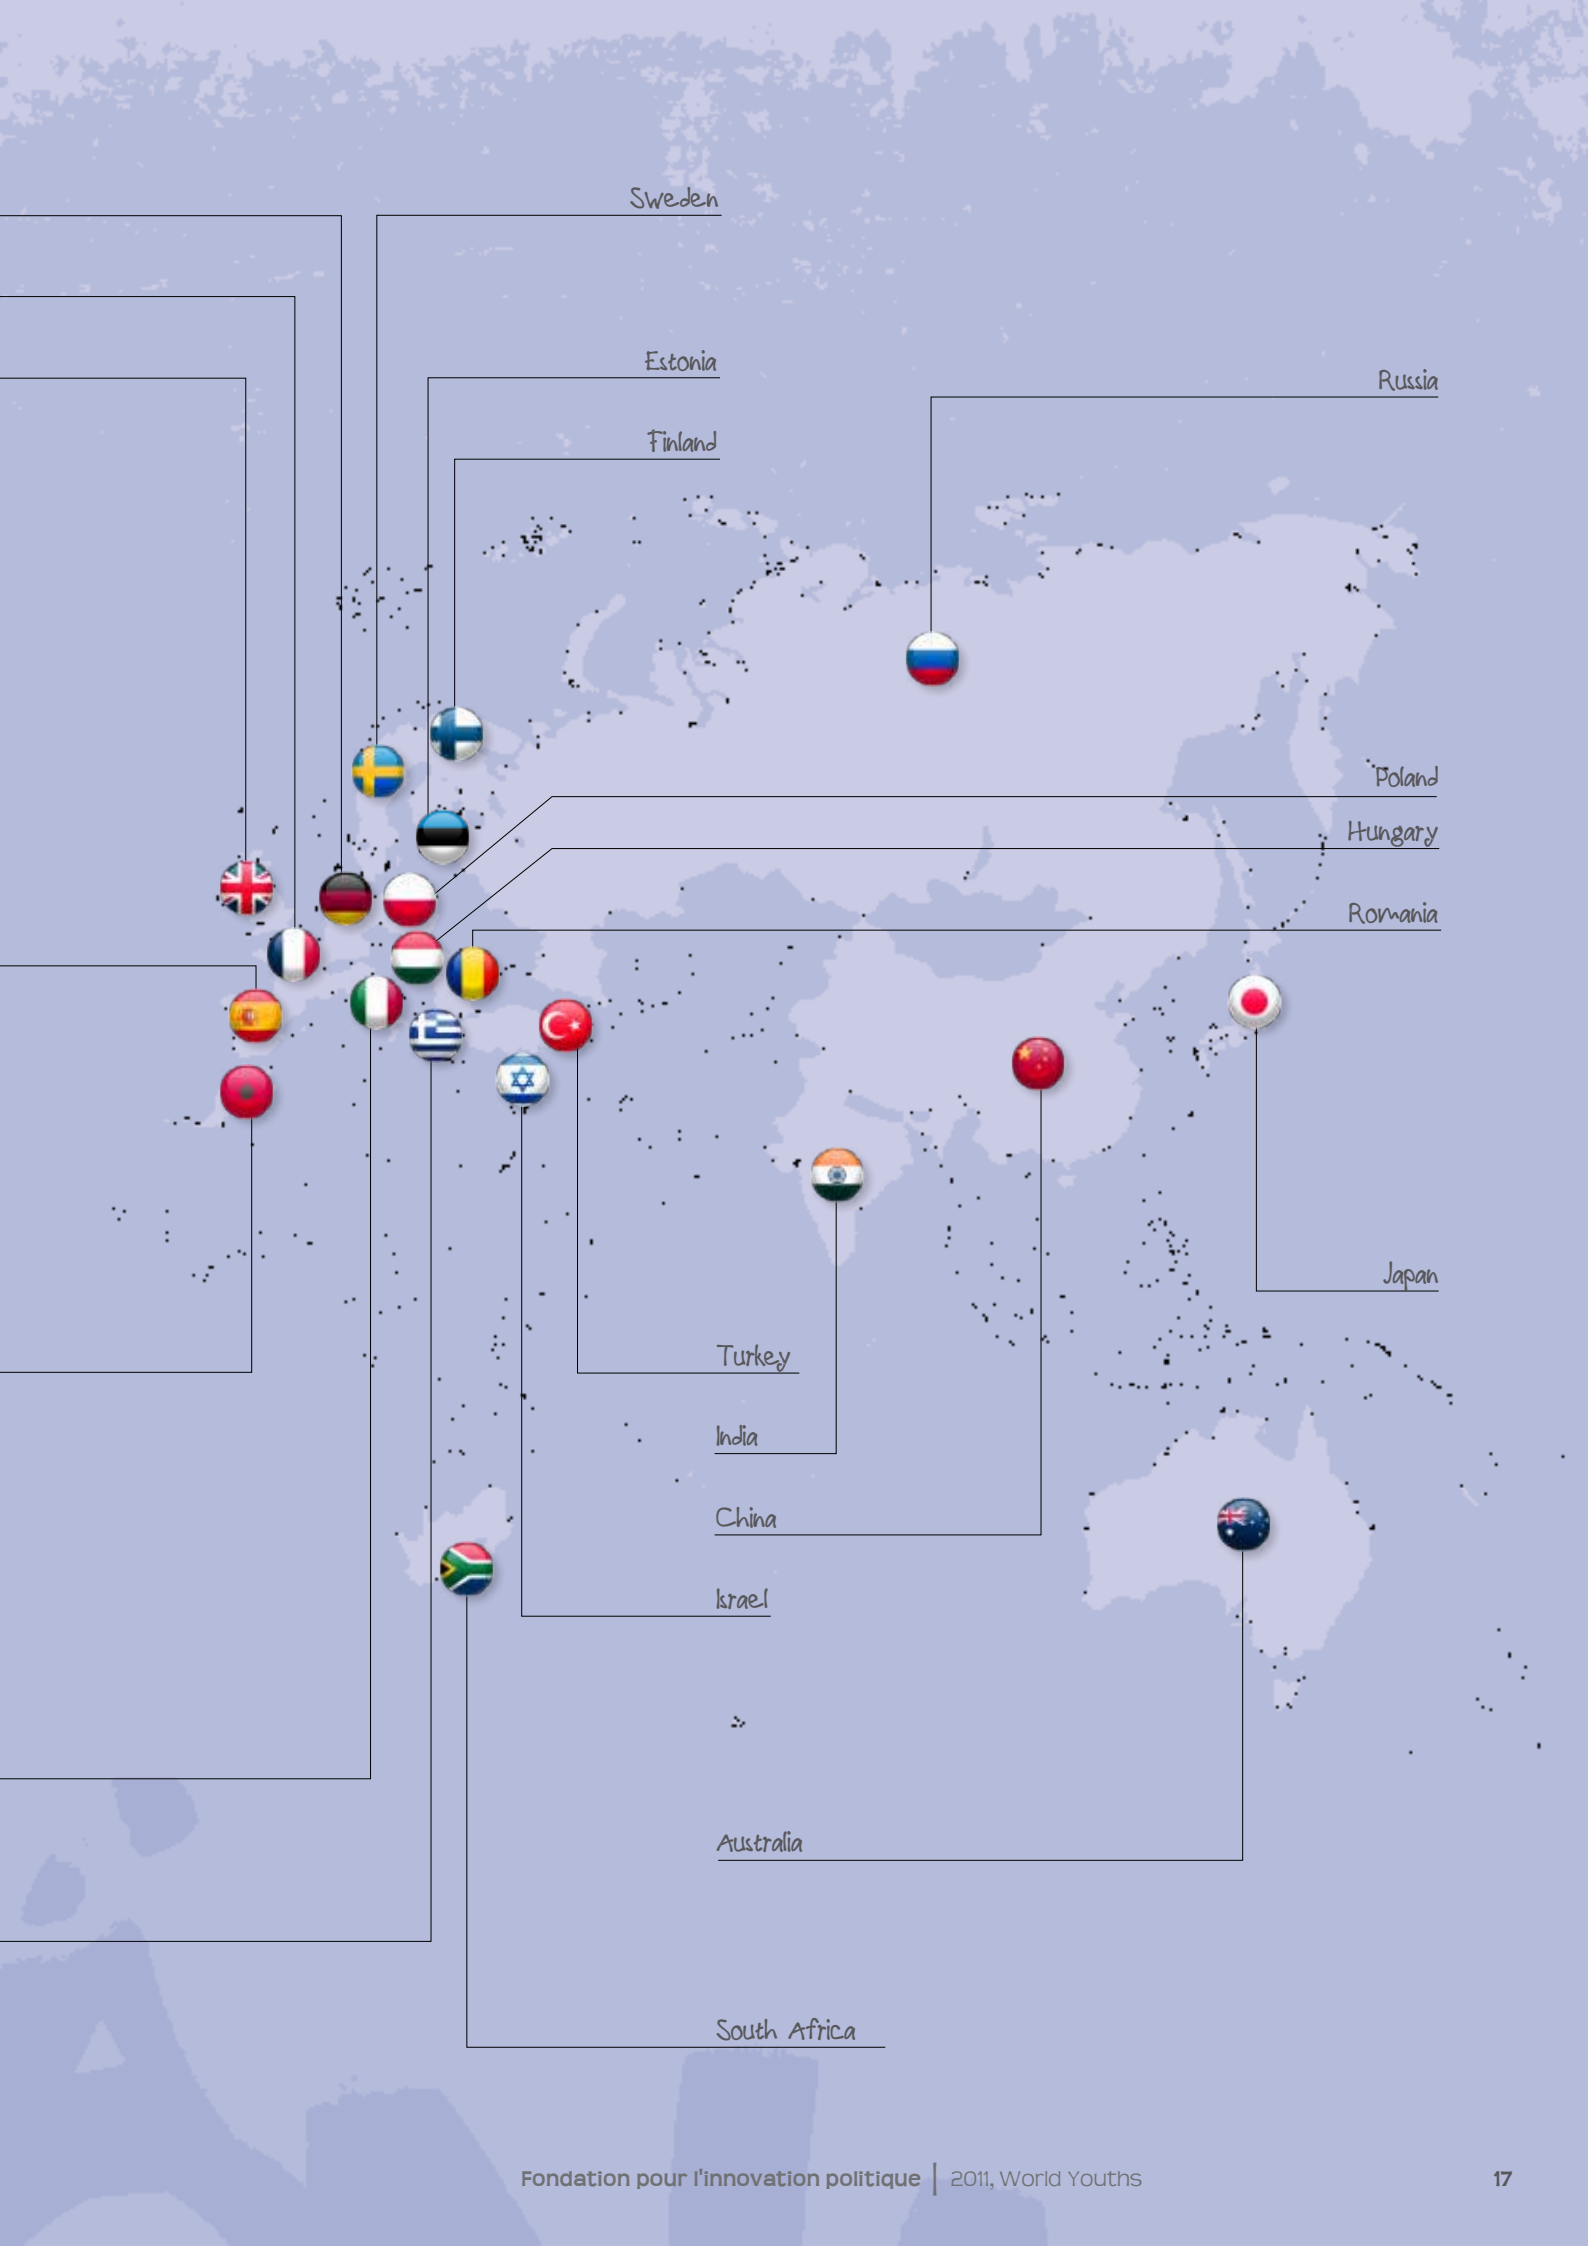 Sweden
Estonia
Russia
Finland
Poland
Hungary
Romania
Japan
Turkey
India
China
Israel
Australia
South Africa
Fondation pour l'innovation politique | 2011, World Youths
17